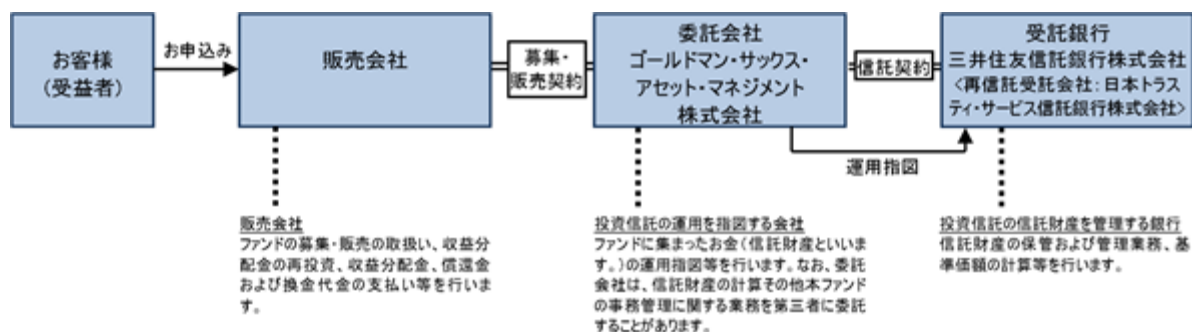 お客様
（受益者）
お申込み
販売会社
募集・
販売契約
委託会社
ゴールドマン・サックス・
アセット・マネジメント
株式会社
信託契約
受託銀行
三井住友信託銀行株式会社
＜再信託受託会社：日本トラス
ティ・サービス信託銀行株式会社＞
運用指図
販売会社
ファンドの募集・販売の取扱い、収益分
配金の再投資、収益分配金、償還金
および換金代金の支払い等を行いま
す。
投資信託の運用を指図する会社
ファンドに集まったお金（信託財産といいま
す。）の運用指図等を行います。なお、委託
会社は、信託財産の計算その他本ファンド
の事務管理に関する業務を第三者に委託
することがあります。
投資信託の信託財産を管理する銀行
信託財産の保管および管理業務、基
準価額の計算等を行います。